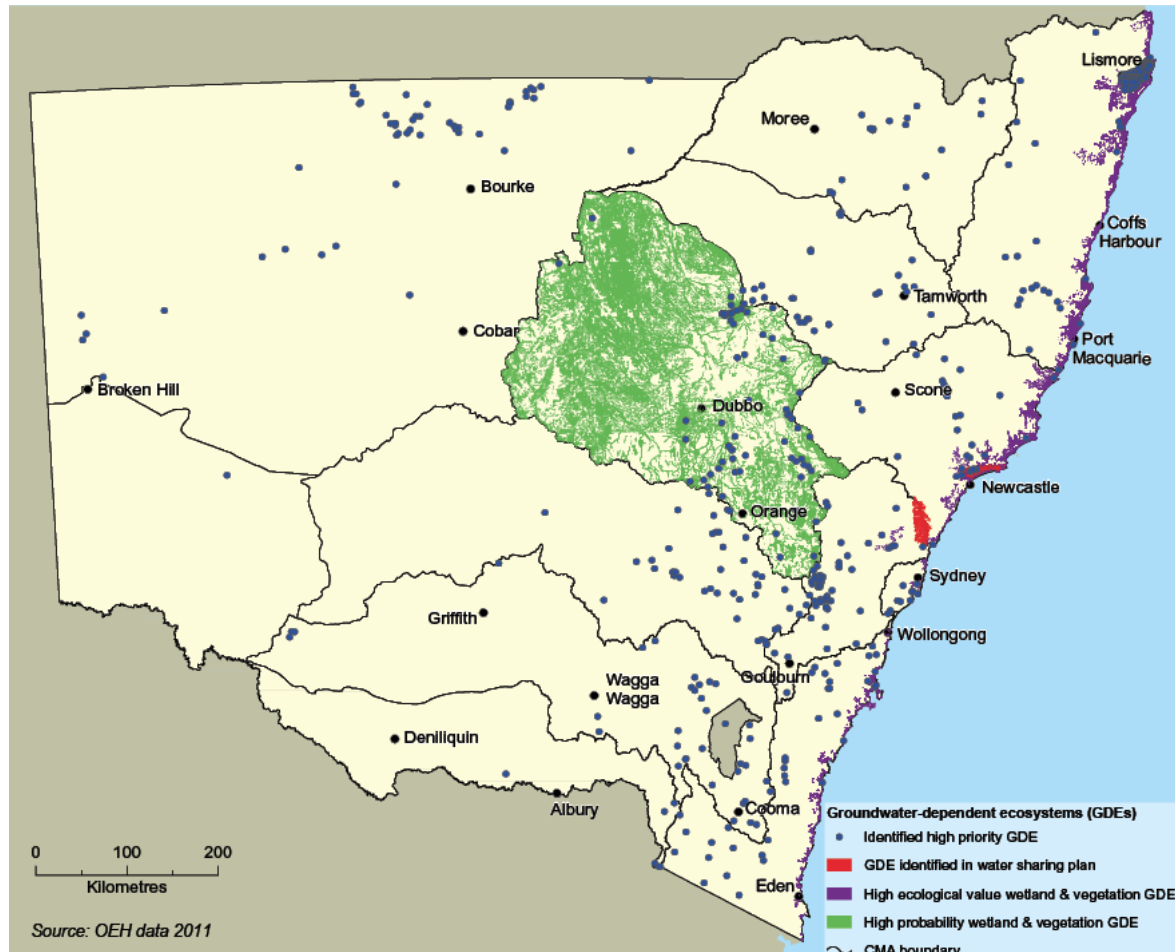 Lismore
Moree
Bourke
Coffs
Harbour
Tamworth
Cobar
Port
Macquarie
Broken Hill
Scone
Dubbo
Newcastle
Orange
Sydney
Griffith
Wollongong
Goulburn
Wagga
Wagga
Deniliquin
Albury
Cooma
Eden
0 100 200
Kilometres
Source: OEH data 2011
Groundwater-dependent ecosystems (GDEs)
Identified high priority GDE
GDE identified in water sharing plan
High ecological value wetland & vegetation GDE
High probability wetland & vegetation GDE
CMA boundary